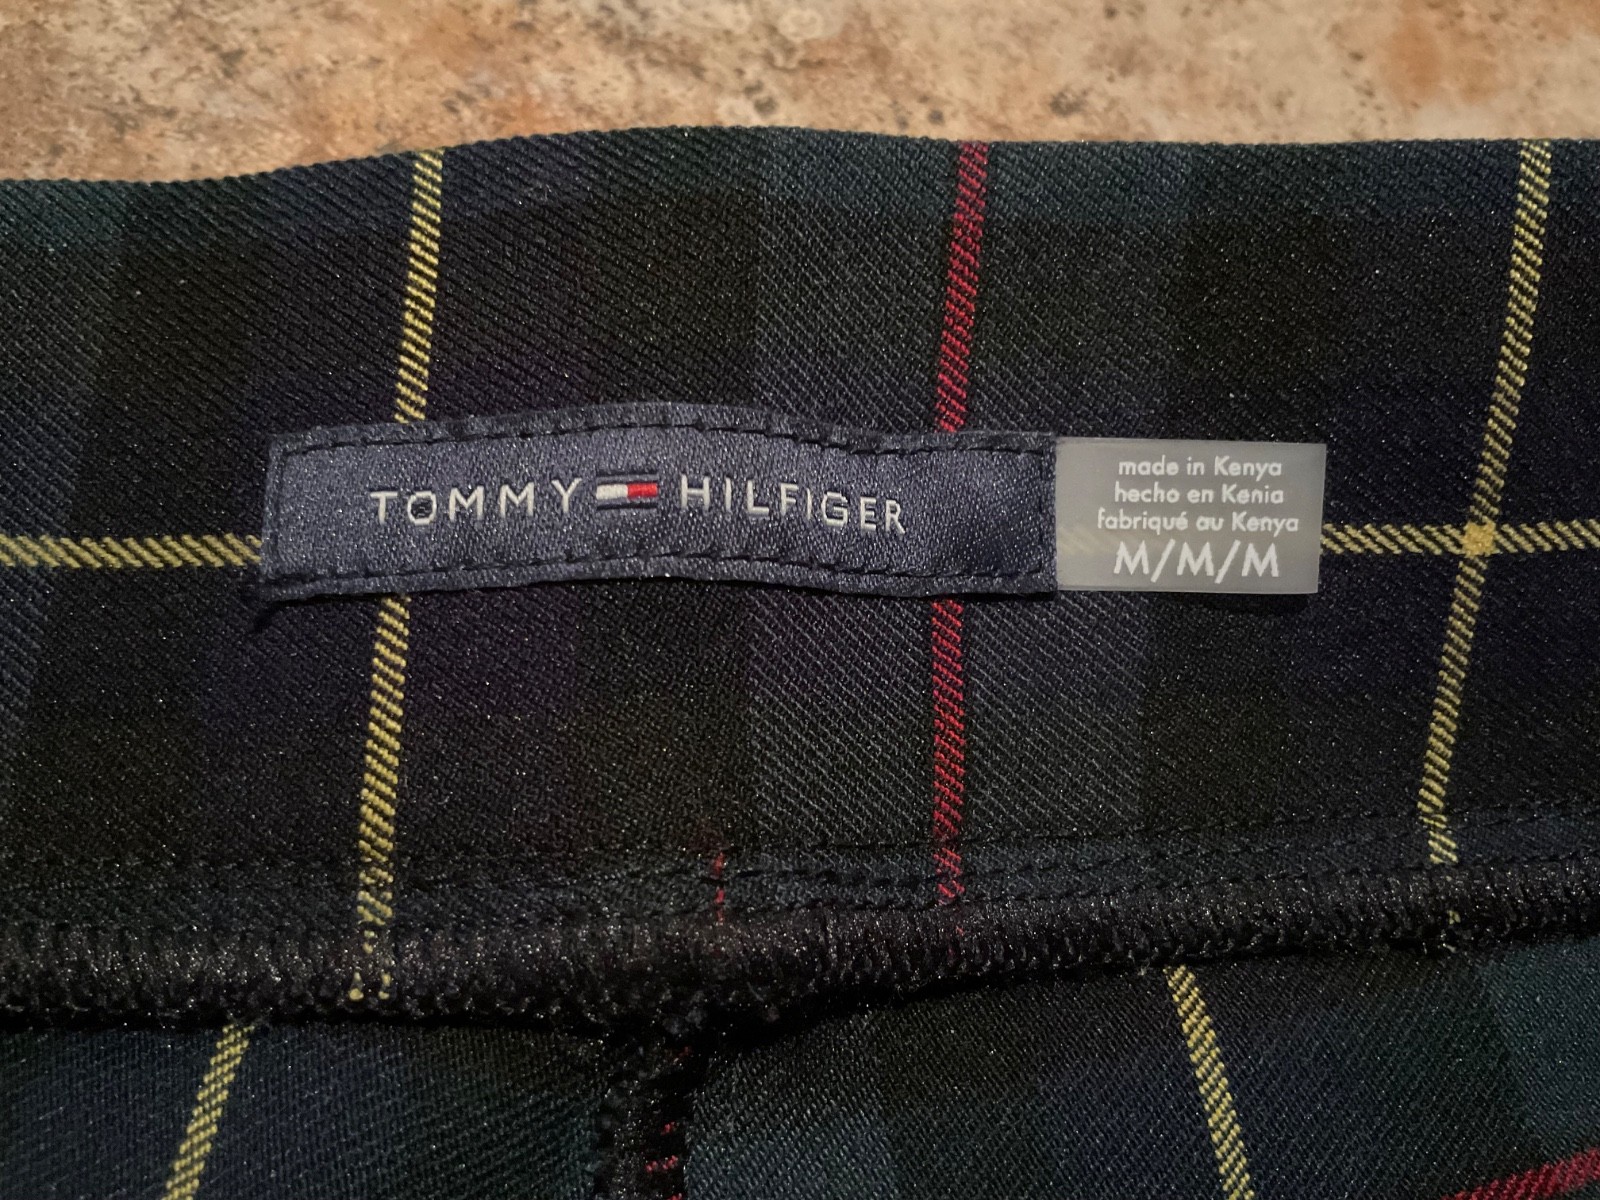 TOMMY HILFIGER
made in Kenya
hecho en Kenia
fabriqué au Kenya
M/M/M